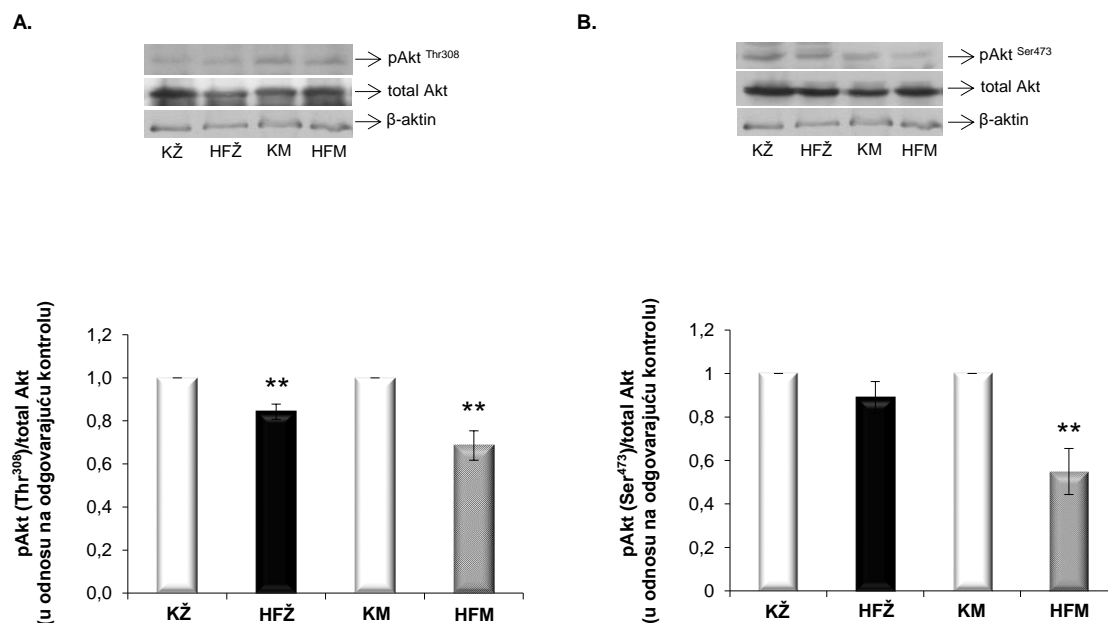 A.
pAkt Thr308
total Akt
β-aktin
KŽ HFŽ KM HFM
pAkt (Thr308)/total Akt
(u odnosu na odgovarajuću kontrolu)
1,2
1,0
0,8
0,6
0,4
0,2
0,0
**
**
KŽ HFŽ KM HFM
B.
pAkt Ser473
total Akt
β-aktin
KŽ HFŽ KM HFM
pAkt (Ser473)/total Akt
(u odnosu na odgovarajuću kontrolu)
1,2
1
0,8
0,6
0,4
0,2
0
**
KŽ HFŽ KM HFM